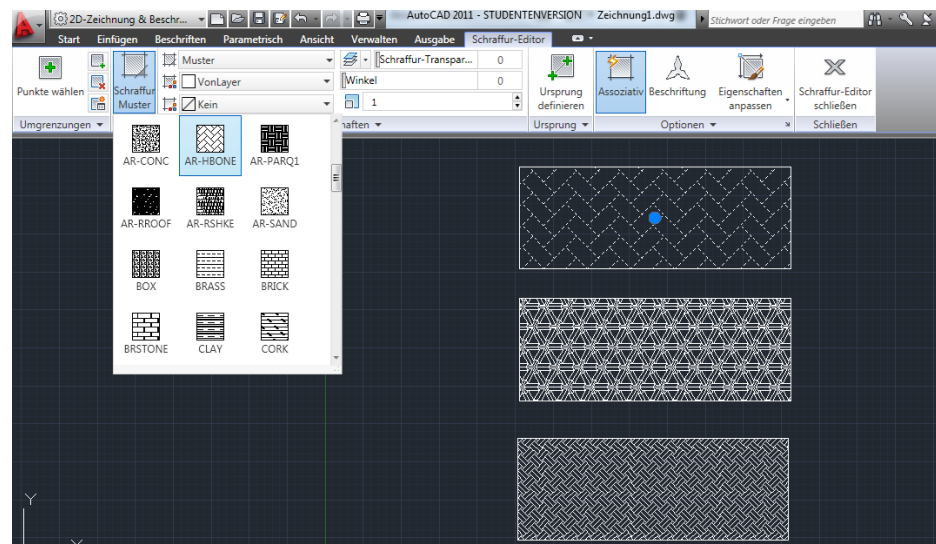 2D-Zeichnung & Beschr... AutoCAD 2011 - STUDENTENVERSION Zeichnung1.dwg Stichwort oder Frage eingeben
Start Einfügen Beschriften Parametrisch Ansicht Verwalten Ausgabe Schraffur-Editor
Punkte wählen
Schraffur
Muster
Muster
VonLayer
Kein
Schraffur-Transpar... 0
Winkel 0
1
Ursprung
definieren
Assoziativ
Beschriftung
Eigenschaften
anpassen
Schraffur-Editor
schließen
Umgrenzungen haften Ursprung Optionen Schließen
AR-CONC AR-HBONE AR-PARQ1
AR-RROOF AR-RSHKE AR-SAND
BOX BRASS BRICK
BRSTONE CLAY CORK
Y